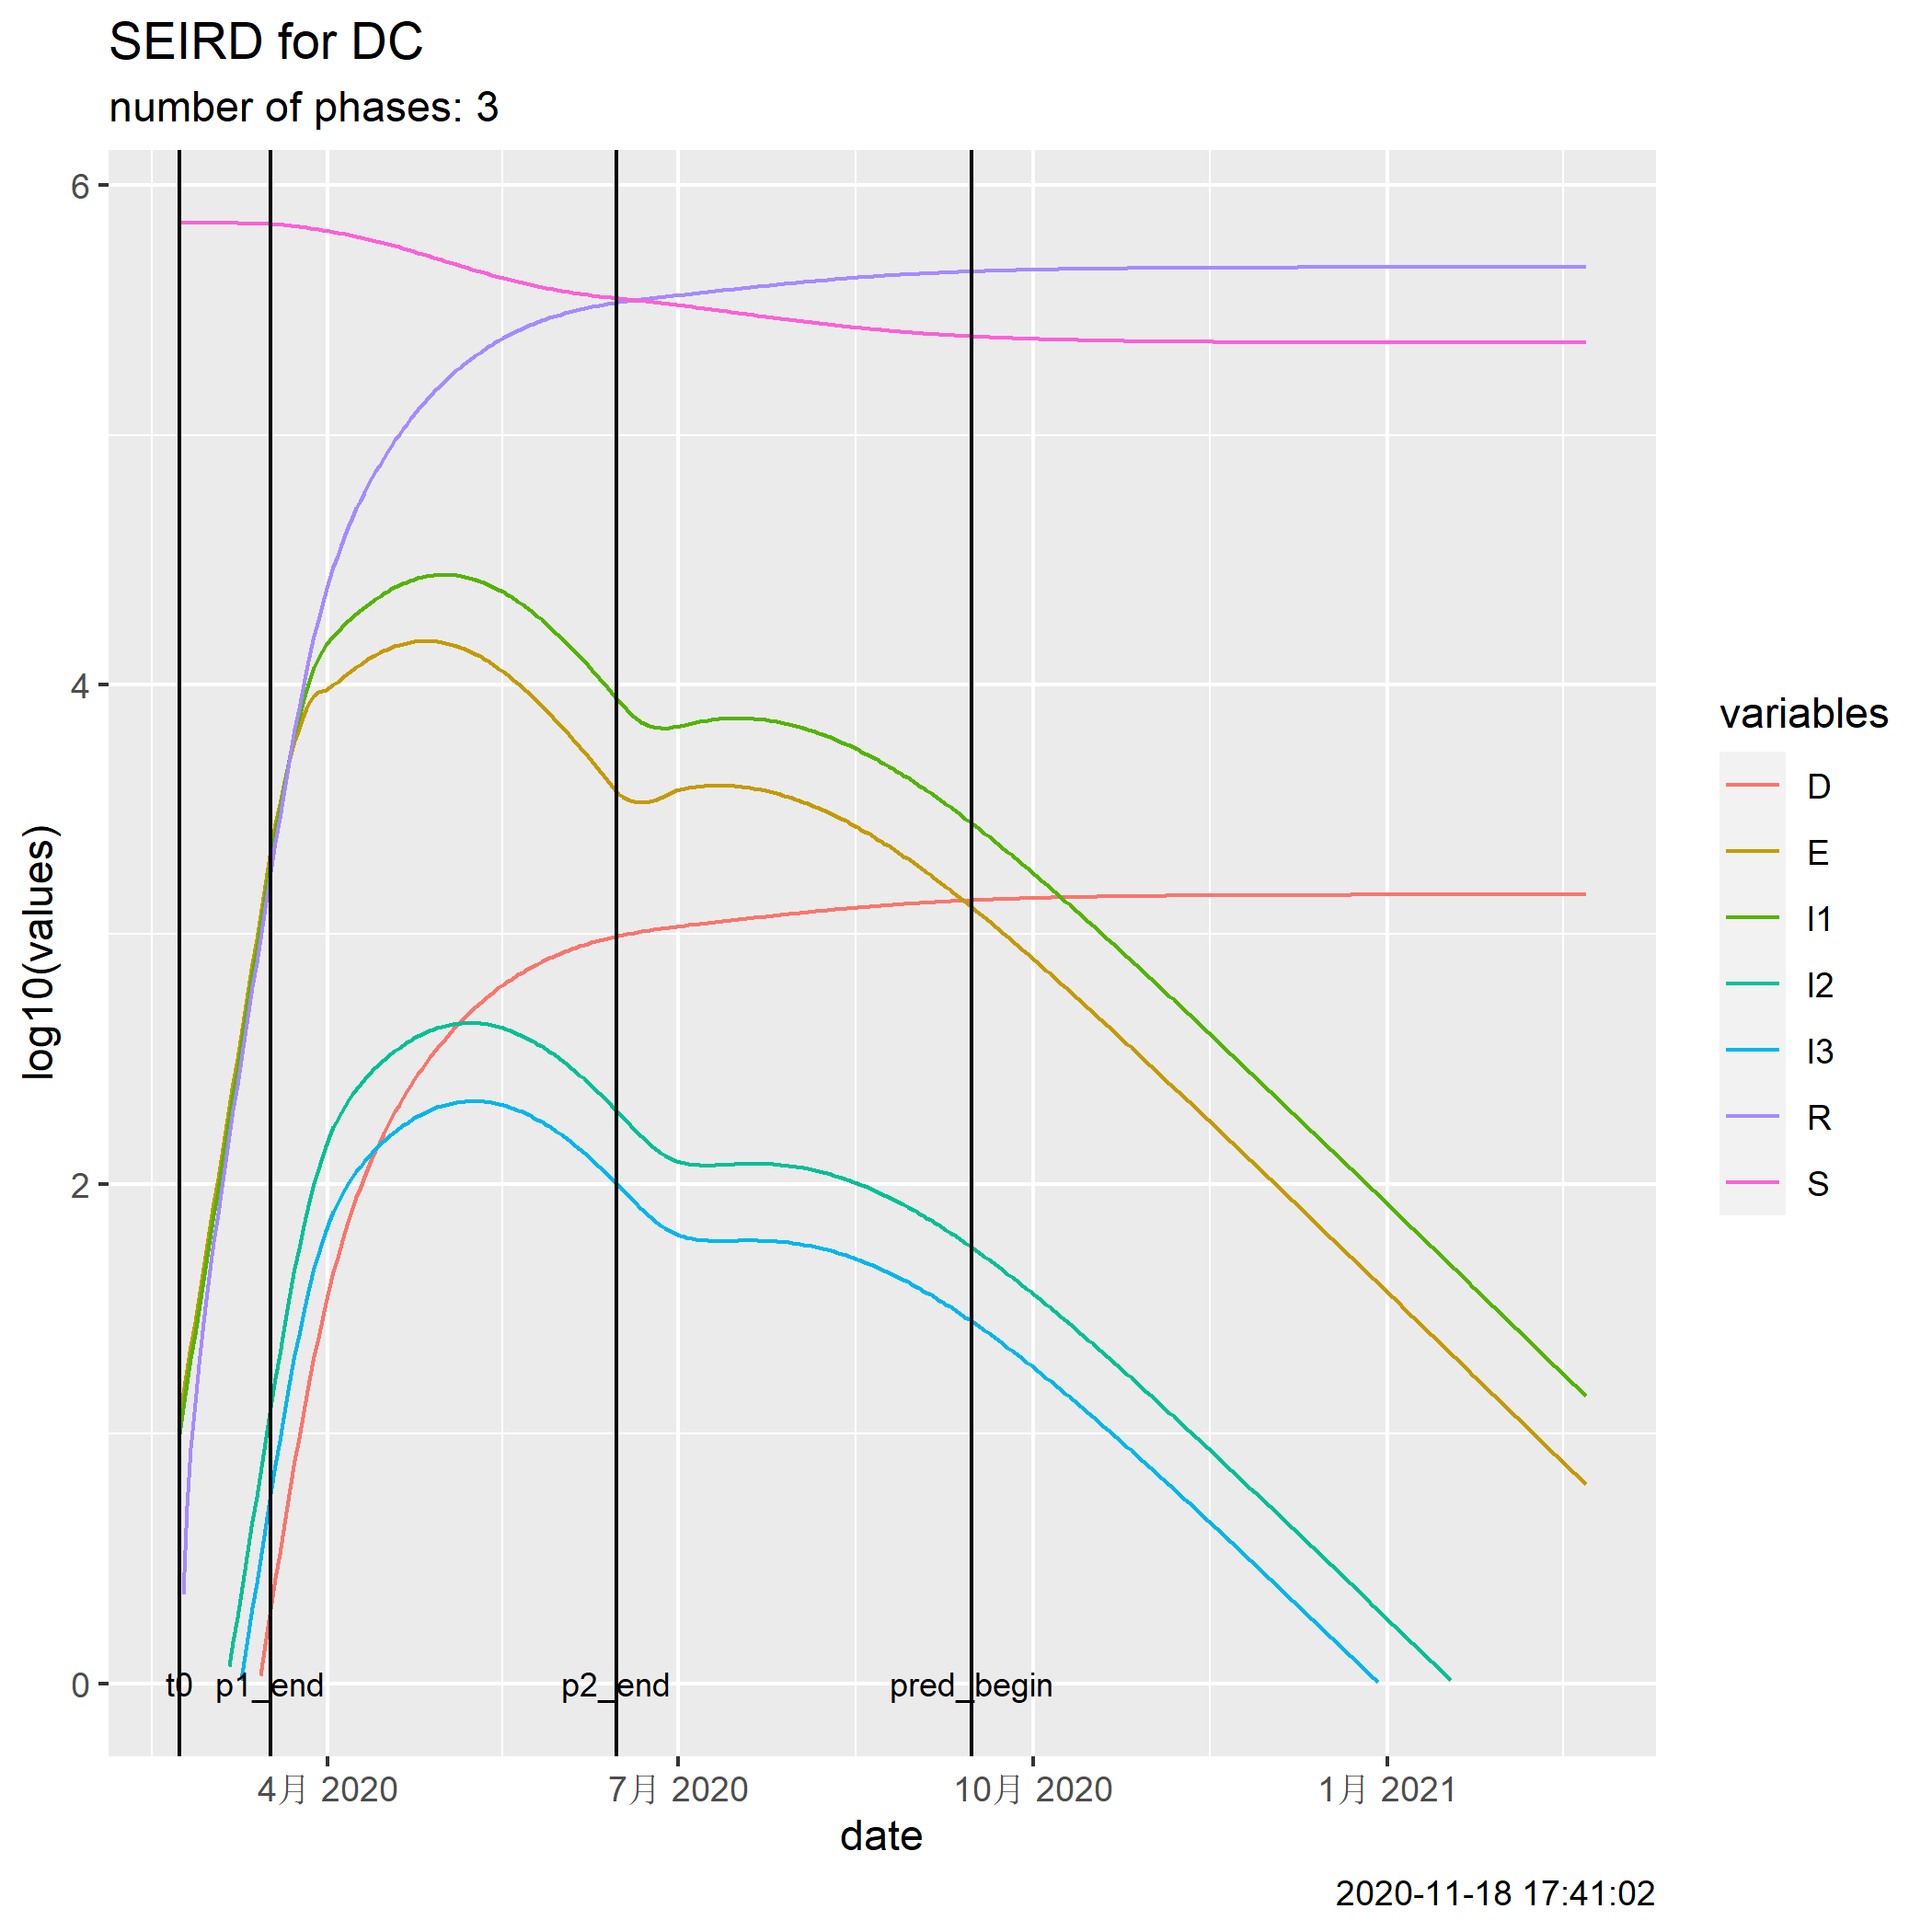 SEIRD for DC
number of phases: 3
log10(values)
6
4
2
0
t0 p1_end p2_end pred_begin
4月 2020 7月 2020 10月 2020 1月 2021
date
variables
D
E
I1
I2
I3
R
S
2020-11-18 17:41:02